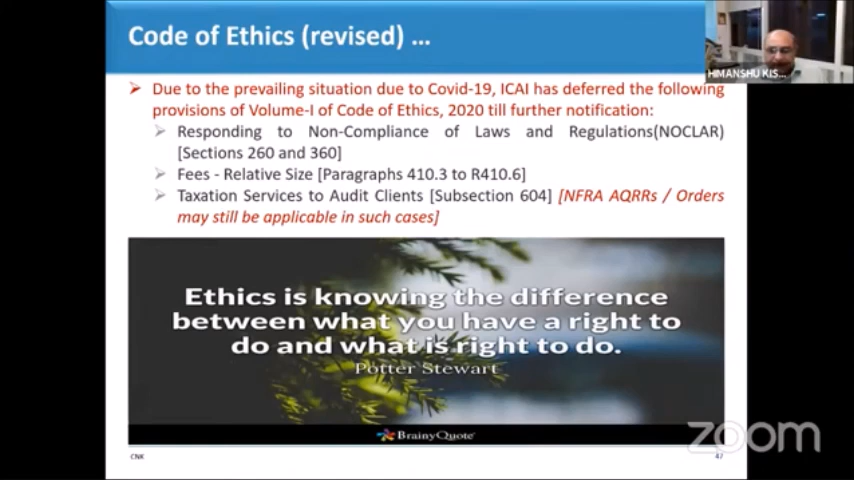 Code of Ethics (revised) ...
HIMANSHU KIS...
Due to the prevailing situation due to Covid-19, ICAI has deferred the following
provisions of Volume-I of Code of Ethics, 2020 till further notification:
Responding to Non-Compliance of Laws and Regulations(NOCLAR)
[Sections 260 and 360]
Fees - Relative Size [Paragraphs 410.3 to R410.6]
Taxation Services to Audit Clients [Subsection 604] [NFRA AQRRs / Orders
may still be applicable in such cases]
Ethics is knowing the difference
between what you have a right to
do and what is right to do.
Potter Stewart
BrainyQuote
zoom
CNK
47